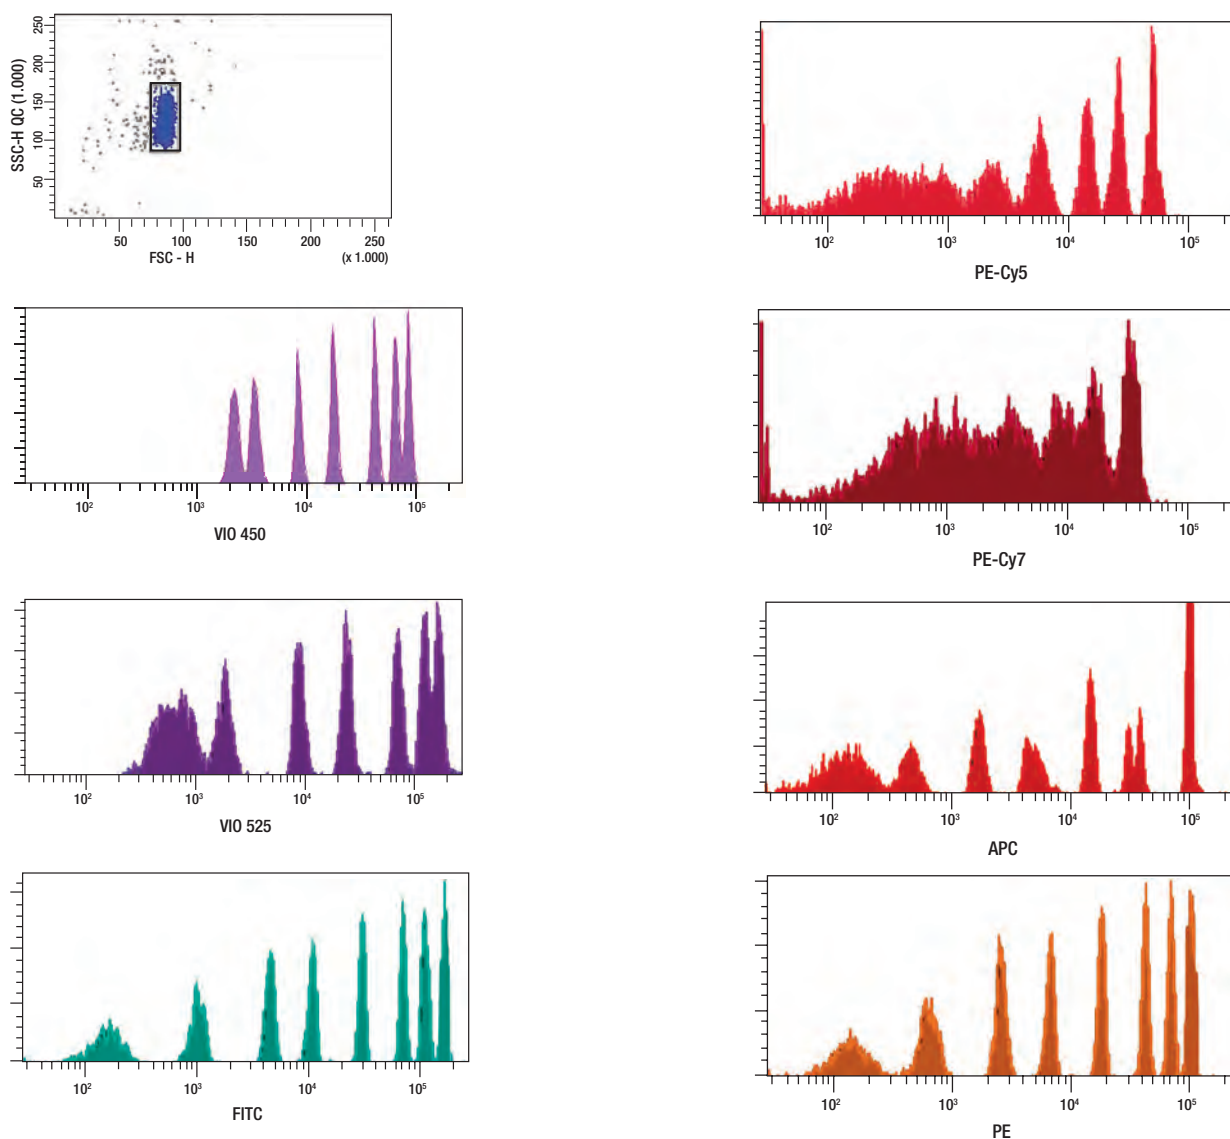 SSC-H QC (1.000)
250
200
150
100
50
50 100 150 200 250
FSC - H (x 1.000)
10² 10³ 10⁴ 10⁵
PE-Cy5
10² 10³ 10⁴ 10⁵
VIO 450
10² 10³ 10⁴ 10⁵
PE-Cy7
10² 10³ 10⁴ 10⁵
VIO 525
10² 10³ 10⁴ 10⁵
APC
10² 10³ 10⁴ 10⁵
FITC
10² 10³ 10⁴ 10⁵
PE